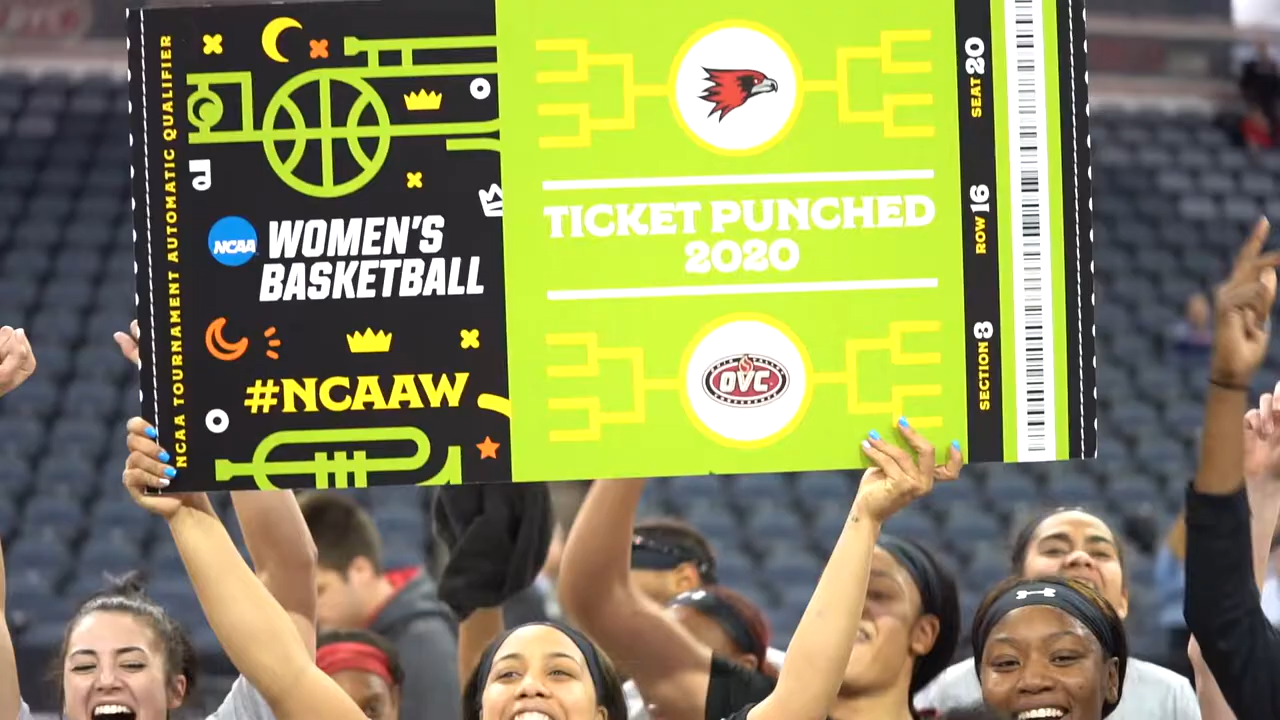 NCAA TOURNAMENT AUTOMATIC QUALIFIER
NCAA
WOMEN'S
BASKETBALL
#NCAAW
TICKET PUNCHED
2020
OVC
SEAT 20
ROW 16
SECTION 3